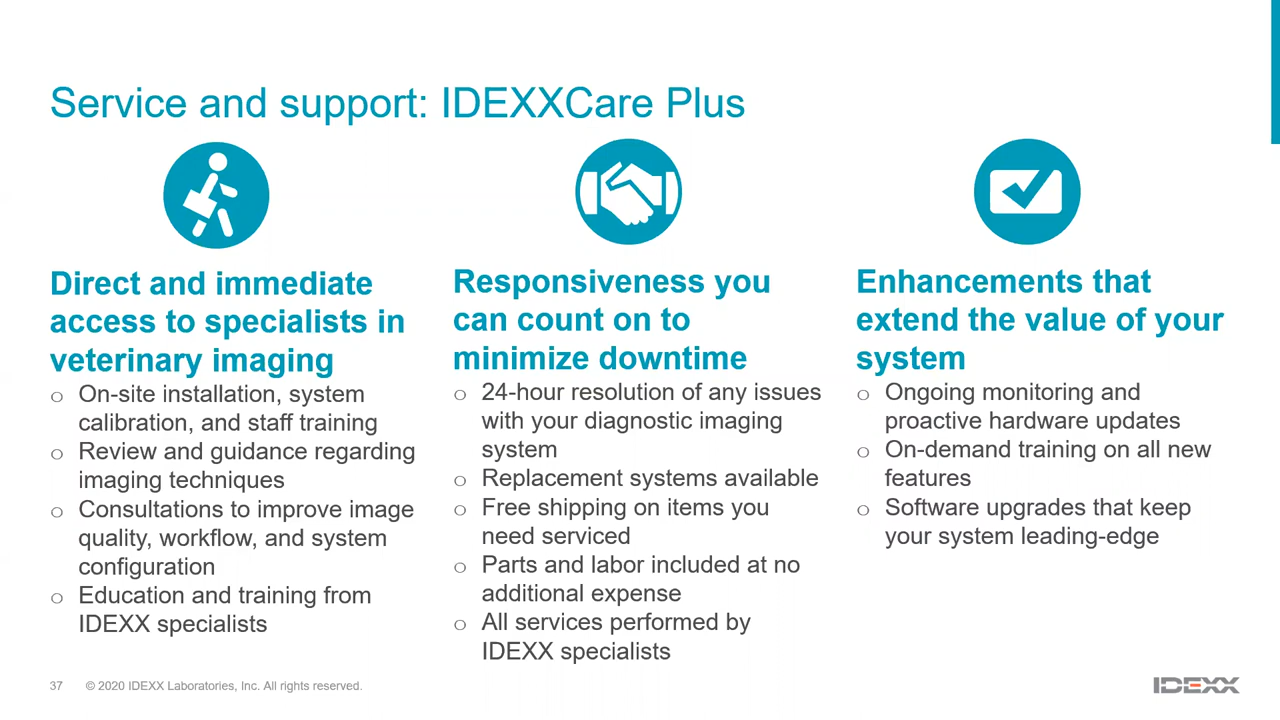 Service and support: IDEXXCare Plus
Direct and immediate
access to specialists in
veterinary imaging
o On-site installation, system
calibration, and staff training
o Review and guidance regarding
imaging techniques
o Consultations to improve image
quality, workflow, and system
configuration
o Education and training from
IDEXX specialists
Responsiveness you
can count on to
minimize downtime
o 24-hour resolution of any issues
with your diagnostic imaging
system
o Replacement systems available
o Free shipping on items you
need serviced
o Parts and labor included at no
additional expense
o All services performed by
IDEXX specialists
Enhancements that
extend the value of your
system
o Ongoing monitoring and
proactive hardware updates
o On-demand training on all new
features
o Software upgrades that keep
your system leading-edge
37 © 2020 IDEXX Laboratories, Inc. All rights reserved.
IDEXX